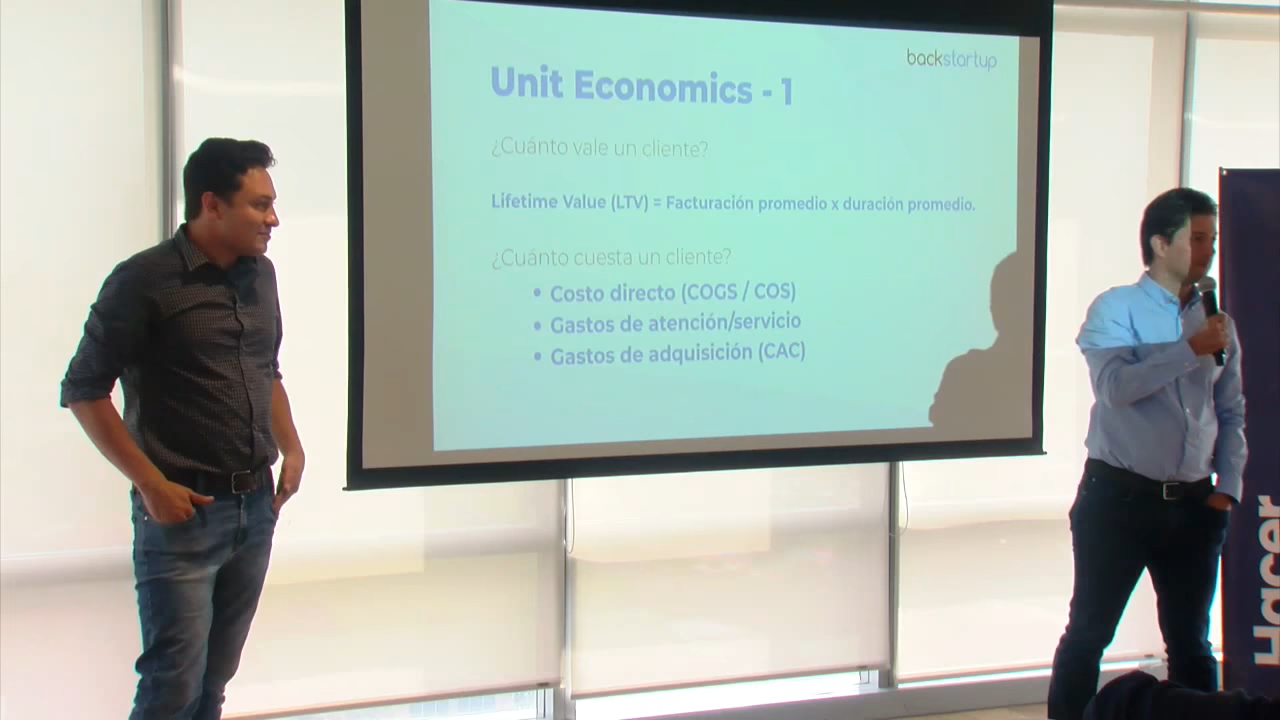 backstartup
Unit Economics - 1
¿Cuánto vale un cliente?
Lifetime Value (LTV) = Facturación promedio x duración promedio.
¿Cuánto cuesta un cliente?
• Costo directo (COGS / COS)
• Gastos de atención/servicio
• Gastos de adquisición (CAC)
Hacer